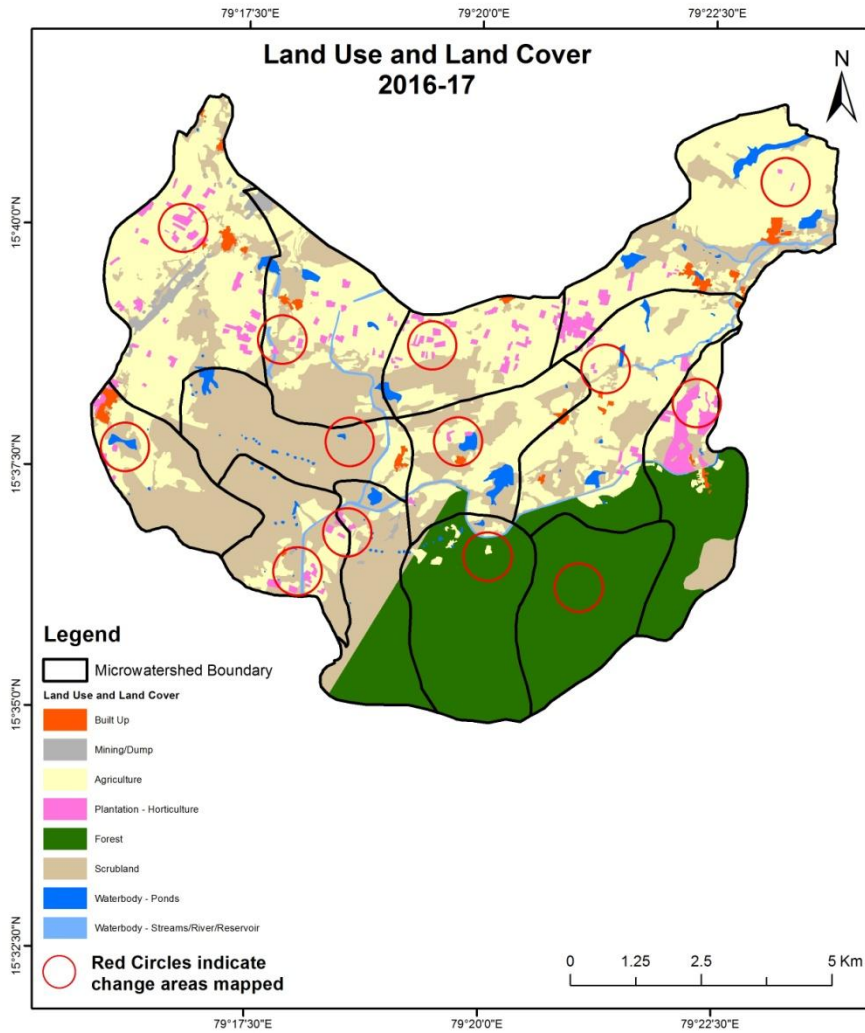 79°17'30"E
79°20'0"E
79°22'30"E
Land Use and Land Cover
2016-17
N
15°40'0"N
15°37'30"N
15°35'0"N
15°32'30"N
Legend
Microwatershed Boundary
Land Use and Land Cover
Built Up
Mining/Dump
Agriculture
Plantation - Horticulture
Forest
Scrubland
Waterbody - Ponds
Waterbody - Streams/River/Reservoir
Red Circles indicate
change areas mapped
0 1.25 2.5 5 Km
79°17'30"E
79°20'0"E
79°22'30"E